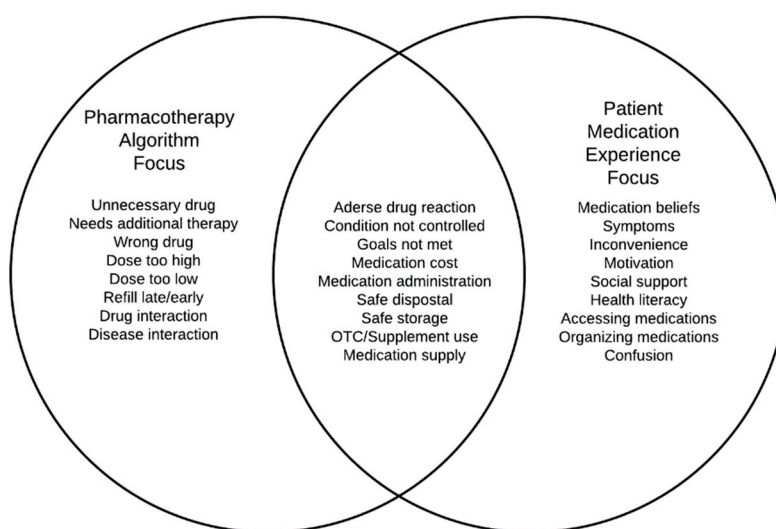 Pharmacotherapy
Algorithm
Focus
Unnecessary drug
Needs additional therapy
Wrong drug
Dose too high
Dose too low
Refill late/early
Drug interaction
Disease interaction
Aderse drug reaction
Condition not controlled
Goals not met
Medication cost
Medication administration
Safe dispostal
Safe storage
OTC/Supplement use
Medication supply
Patient
Medication
Experience
Focus
Medication beliefs
Symptoms
Inconvenience
Motivation
Social support
Health literacy
Accessing medications
Organizing medications
Confusion